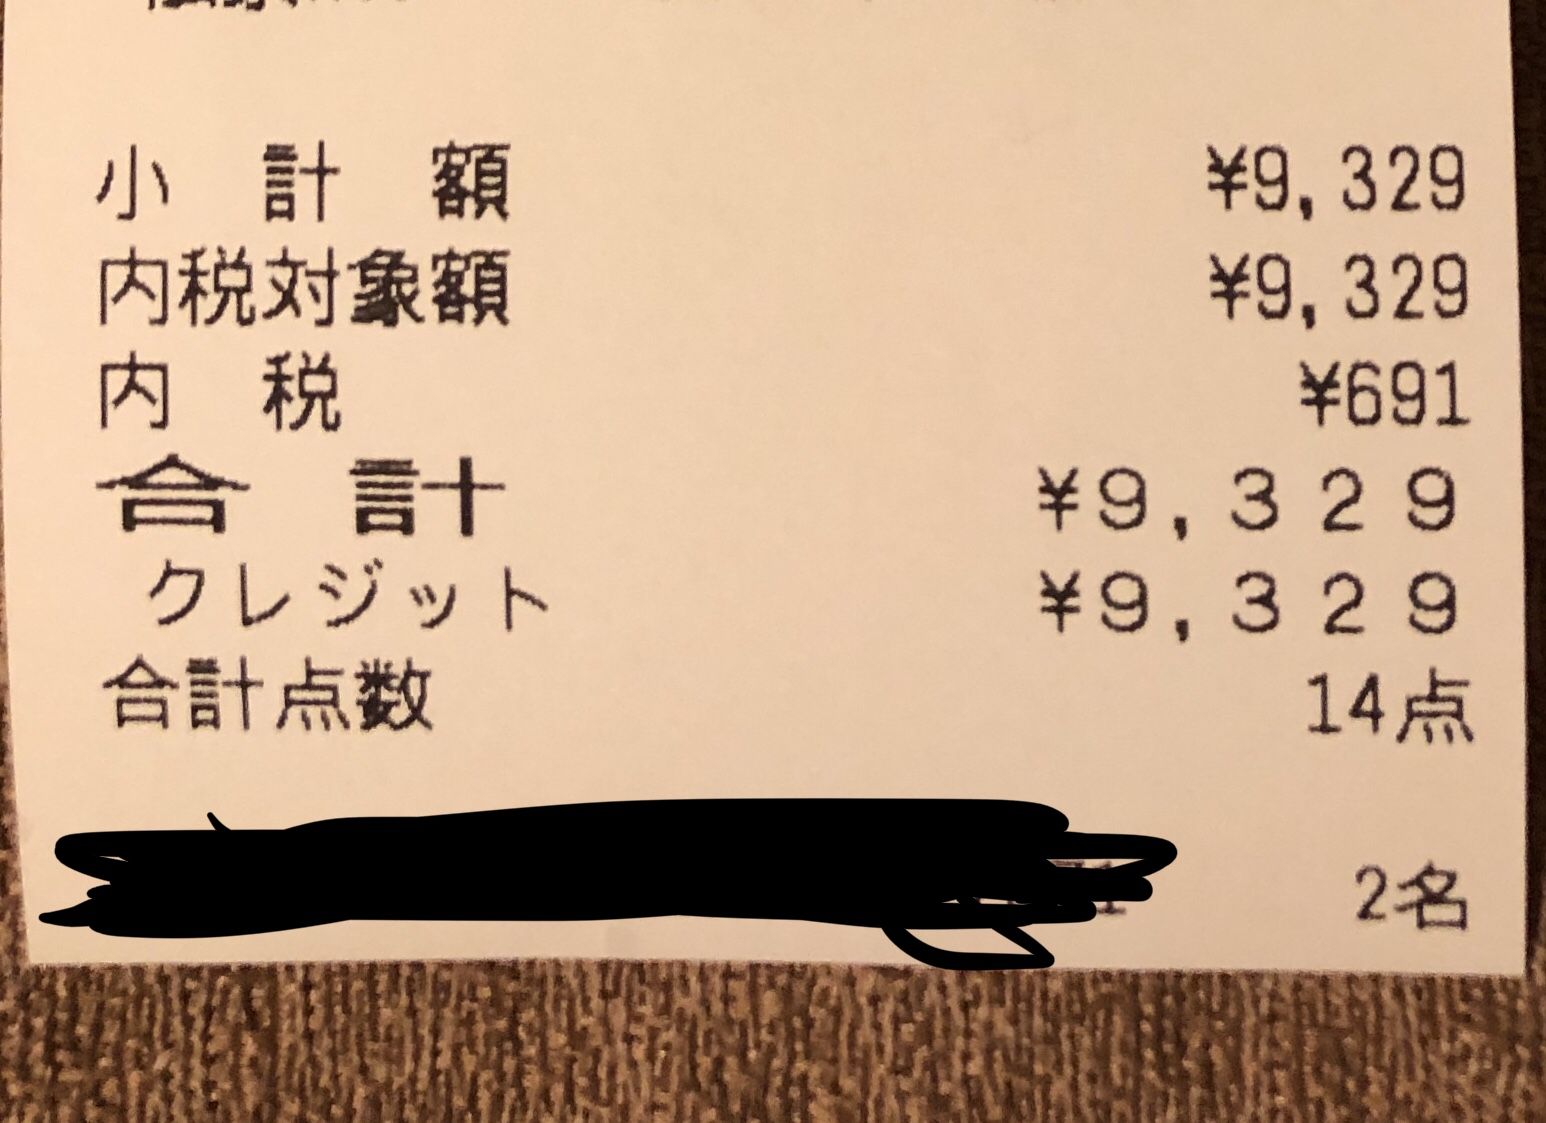 小計額 ¥9,329
内税対象額 ¥9,329
内税 ¥691
合計 ¥9,329
クレジット ¥9,329
合計点数 14点
2名